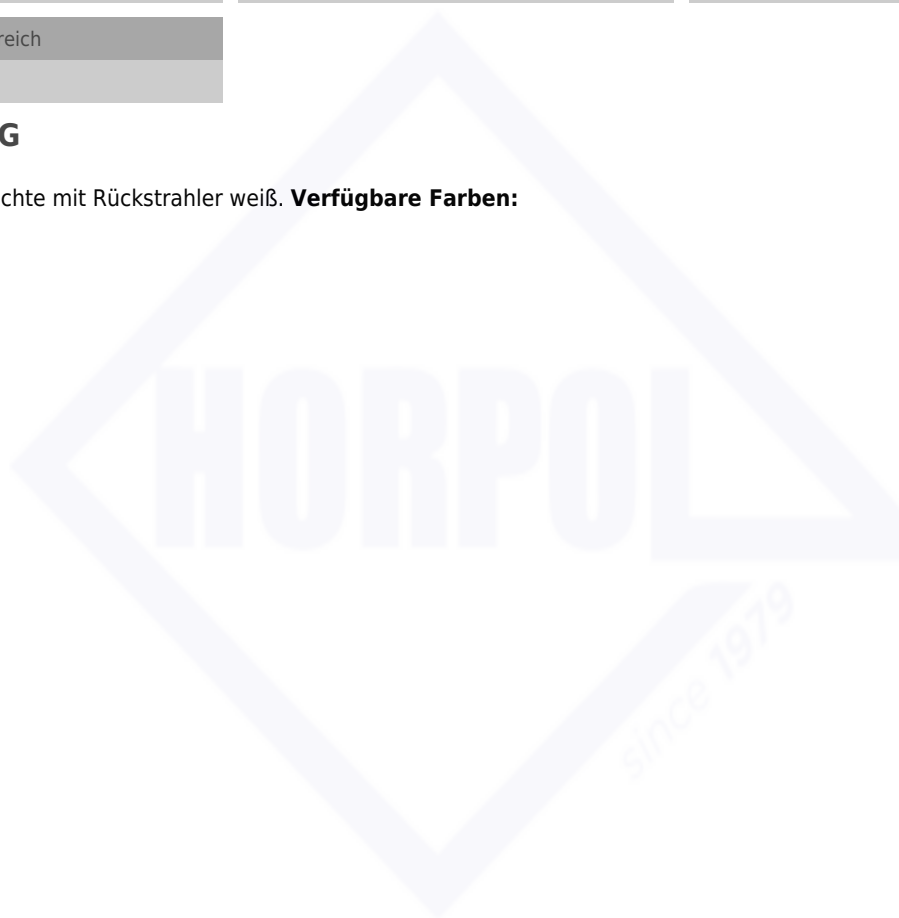 reich
G
chte mit Rückstrahler weiß. Verfügbare Farben:
HORPOL
since 1979